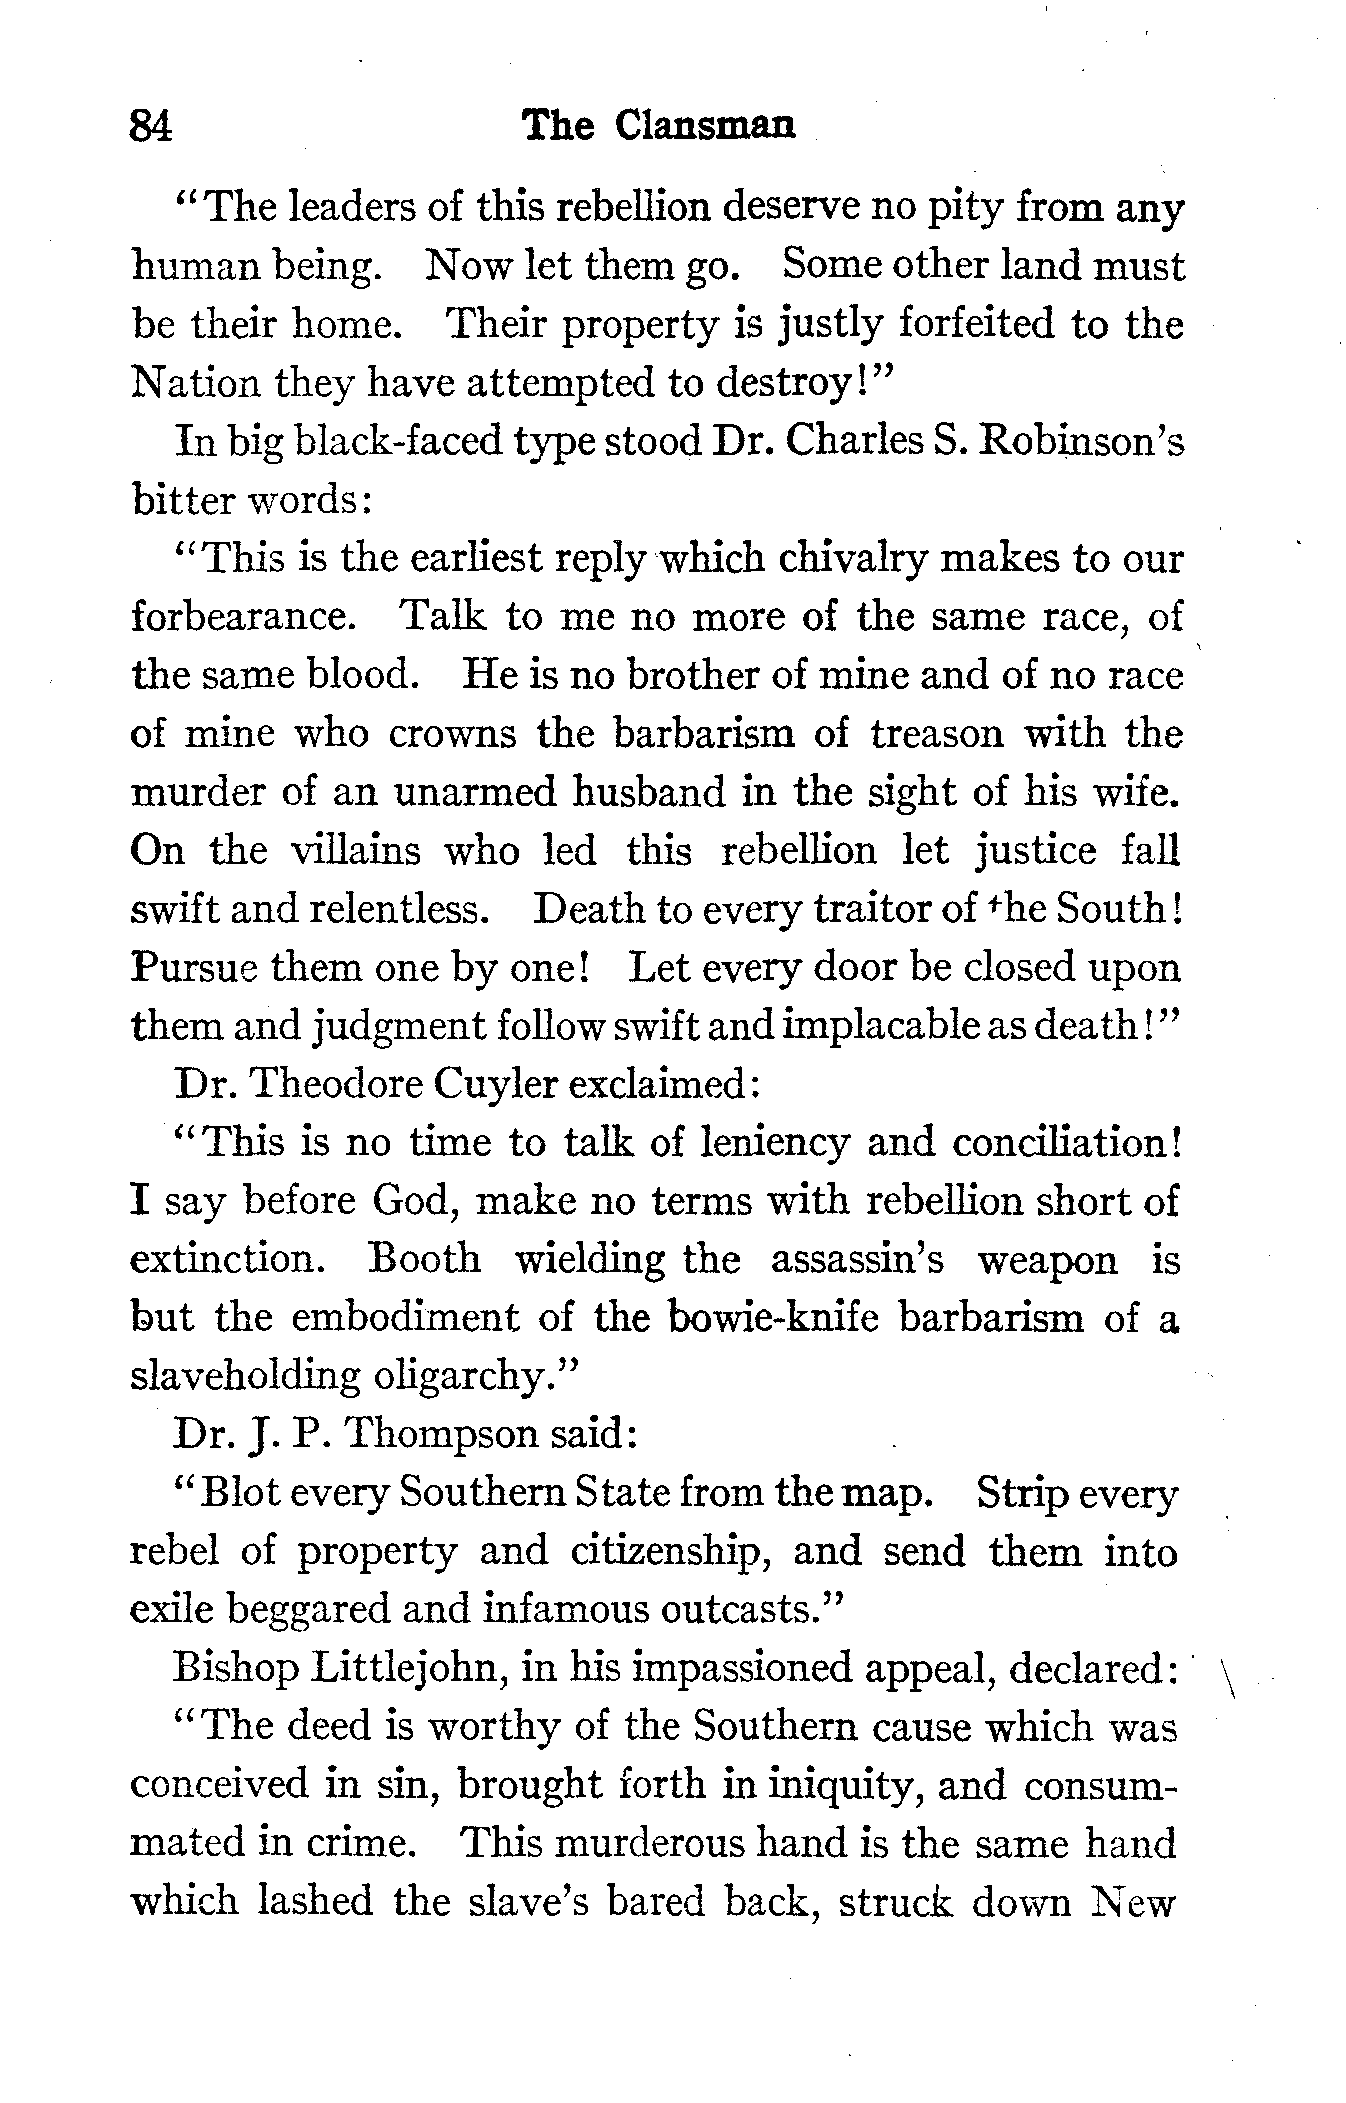 84 The Clansman
"The leaders of this rebellion deserve no pity from any
human being. Now let them go. Some other land must
be their home. Their property is justly forfeited to the
Nation they have attempted to destroy!"
In big black-faced type stood Dr. Charles S. Robinson's
bitter words:
"This is the earliest reply which chivalry makes to our
forbearance. Talk to me no more of the same race, of
the same blood. He is no brother of mine and of no race
of mine who crowns the barbarism of treason with the
murder of an unarmed husband in the sight of his wife.
On the villains who led this rebellion let justice fall
swift and relentless. Death to every traitor of the South!
Pursue them one by one! Let every door be closed upon
them and judgment follow swift and implacable as death!"
Dr. Theodore Cuyler exclaimed:
"This is no time to talk of leniency and conciliation!
I say before God, make no terms with rebellion short of
extinction. Booth wielding the assassin's weapon is
but the embodiment of the bowie-knife barbarism of a
slaveholding oligarchy."
Dr. J. P. Thompson said:
"Blot every Southern State from the map. Strip every
rebel of property and citizenship, and send them into
exile beggared and infamous outcasts."
Bishop Littlejohn, in his impassioned appeal, declared:
"The deed is worthy of the Southern cause which was
conceived in sin, brought forth in iniquity, and consum-
mated in crime. This murderous hand is the same hand
which lashed the slave's bared back, struck down New